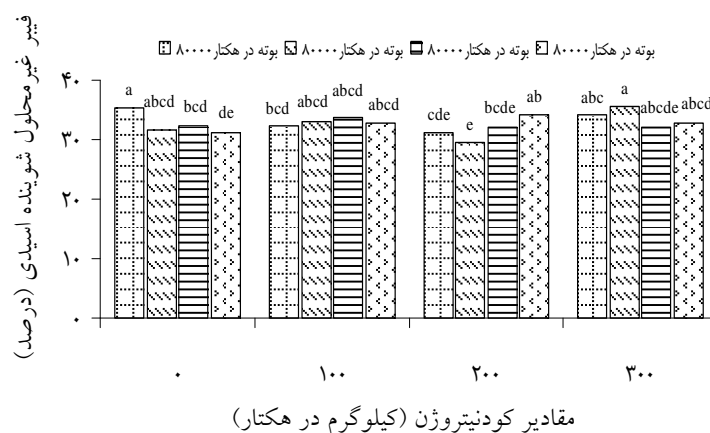 بوته در هکتار۸۰۰۰۰ بوته در هکتار۸۰۰۰۰ بوته در هکتار۸۰۰۰۰ بوته در هکتار۸۰۰۰۰
فیبر غیرمحلول شوینده اسیدی (درصد)
۴۰
۳۰
۲۰
۱۰
۰
a abcd bcd de bcd abcd abcd abcd cde e bcde ab abc a abcde abcd
۰ ۱۰۰ ۲۰۰ ۳۰۰
مقادیر کودنیتروژن (کیلوگرم در هکتار)